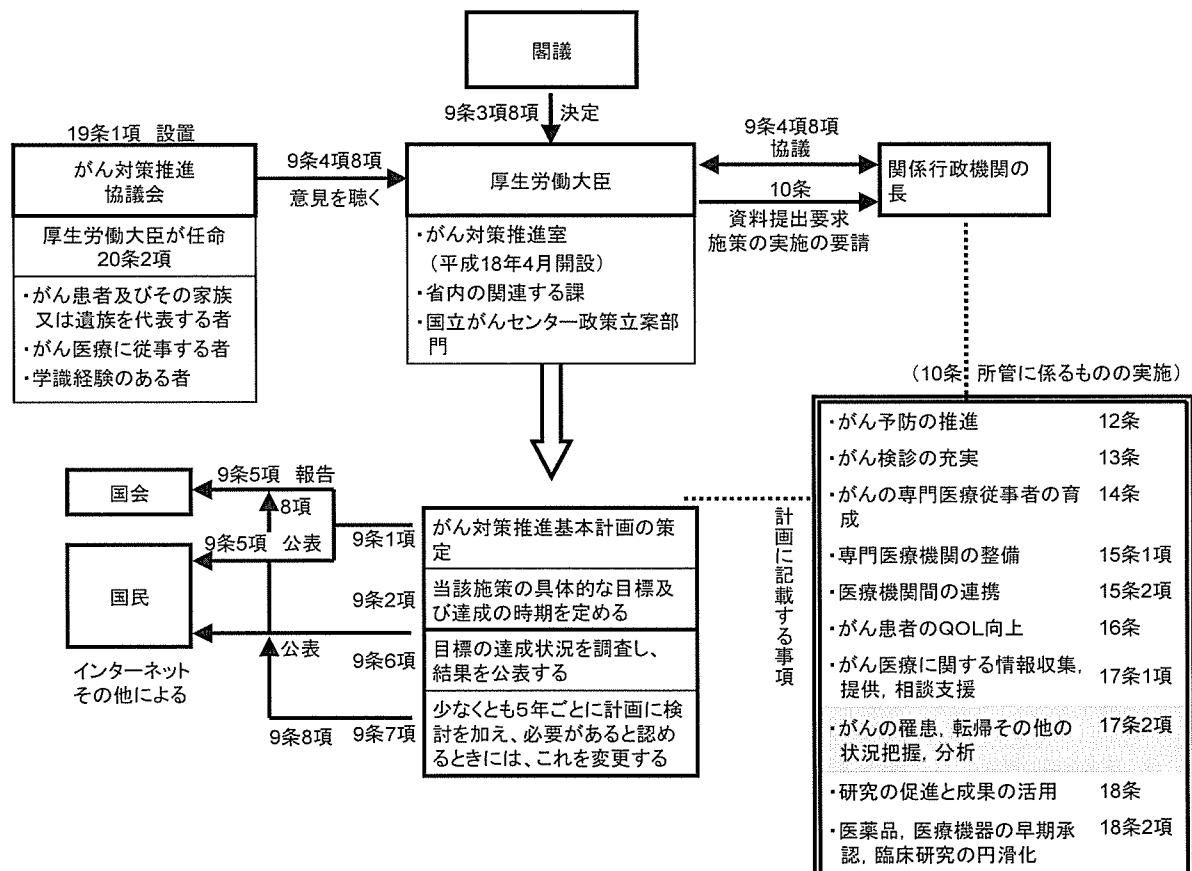 閣議
9条3項8項 決定
19条1項 設置
がん対策推進
協議会
厚生労働大臣が任命
20条2項
・がん患者及びその家族
又は遺族を代表する者
・がん医療に従事する者
・学識経験のある者
9条4項8項
意見を聴く
厚生労働大臣
・がん対策推進室
（平成18年4月開設）
・省内の関連する課
・国立がんセンター政策立案部
門
9条4項8項
協議
10条
資料提出要求
施策の実施の要請
関係行政機関の
長
（10条 所管に係るものの実施）
国会
9条5項 報告
8項
9条5項 公表
国民
インターネット
その他による
公表
9条8項
9条1項
がん対策推進基本計画の策
定
9条2項
当該施策の具体的な目標及
び達成の時期を定める
9条6項
目標の達成状況を調査し、
結果を公表する
9条7項
少なくとも5年ごとに計画に検
討を加え、必要があると認め
るときには、これを変更する
計画に記載する事項
・がん予防の推進 12条
・がん検診の充実 13条
・がんの専門医療従事者の育 14条
成
・専門医療機関の整備 15条1項
・医療機関間の連携 15条2項
・がん患者のQOL向上 16条
・がん医療に関する情報収集, 17条1項
提供, 相談支援
・がんの罹患, 転帰その他の 17条2項
状況把握, 分析
・研究の促進と成果の活用 18条
・医薬品, 医療機器の早期承 18条2項
認, 臨床研究の円滑化